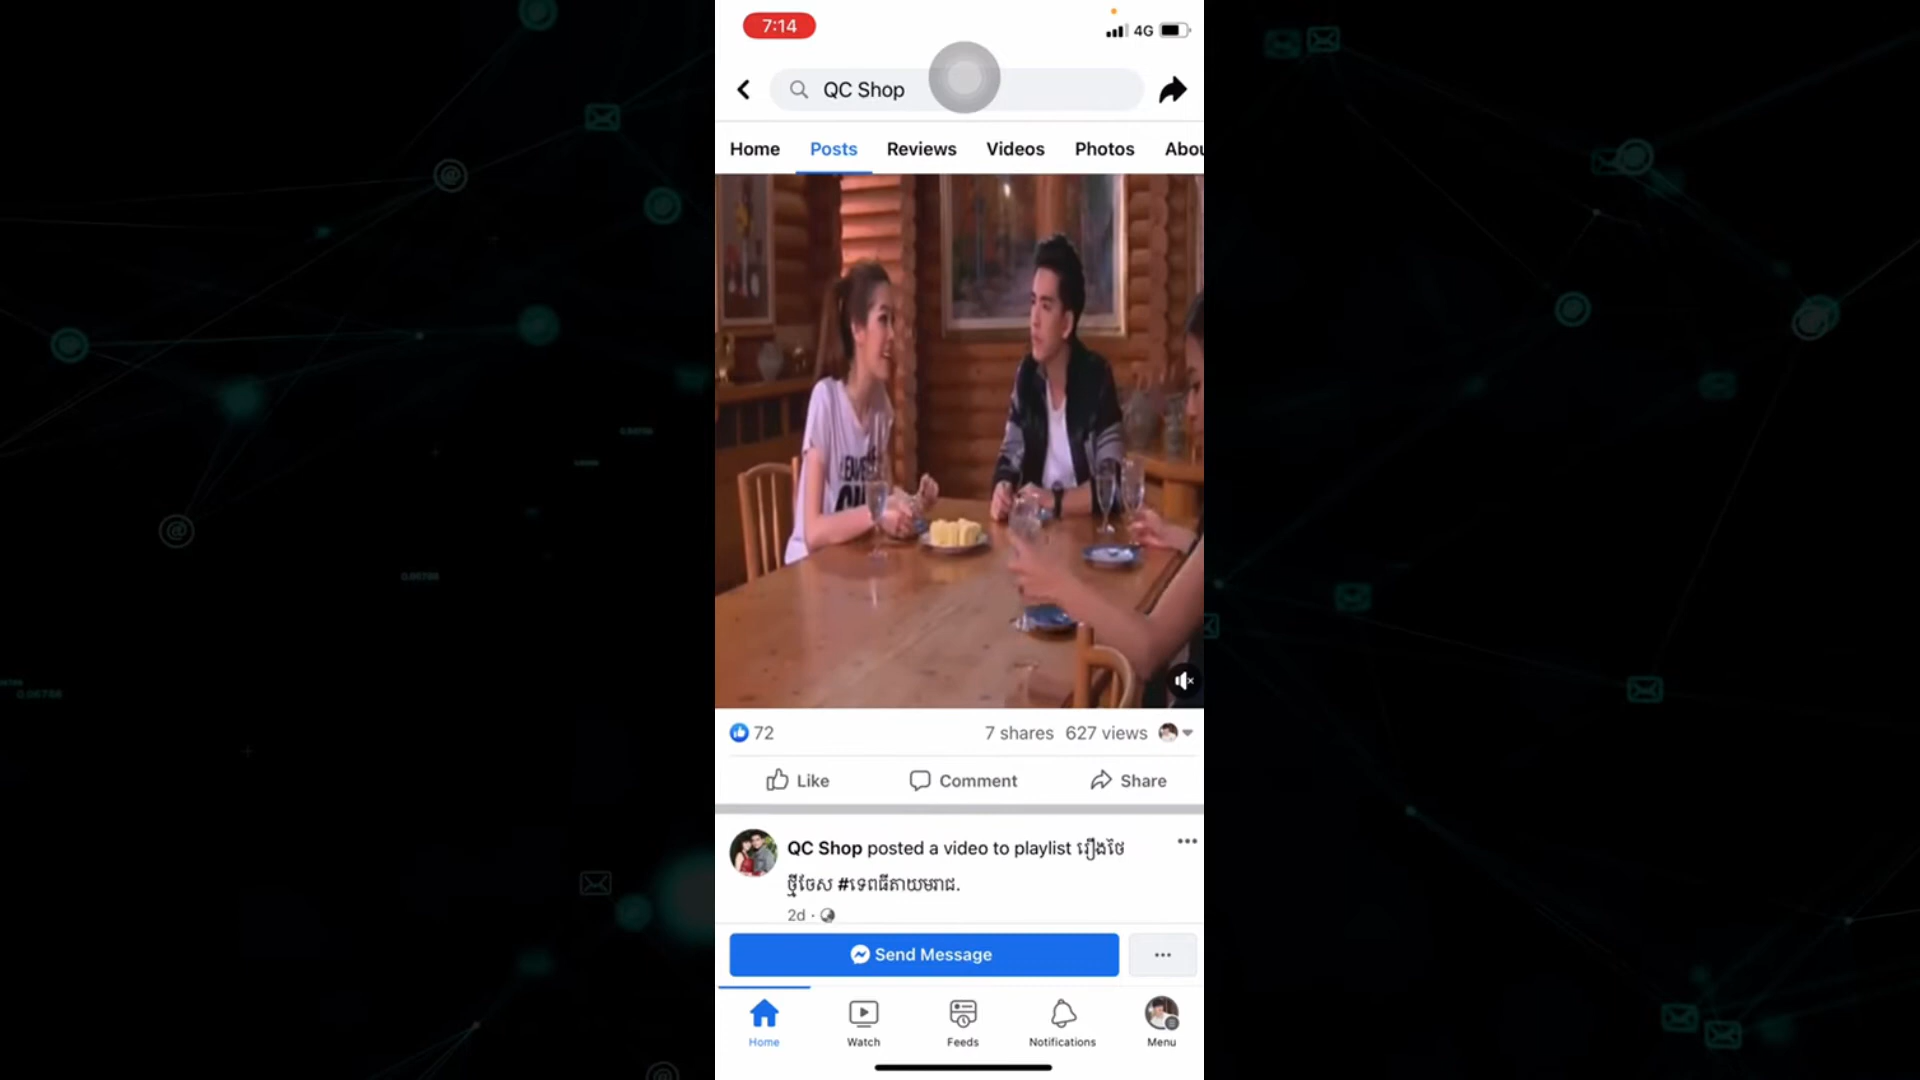 7:14
4G
QC Shop
Home Posts Reviews Videos Photos Abou
72 7 shares 627 views
Like Comment Share
QC Shop posted a video to playlist រឿងថៃ
ថ្មីចែស #ទេពធីតាយមរាជ.
2d ·
Send Message
Home Watch Feeds Notifications Menu